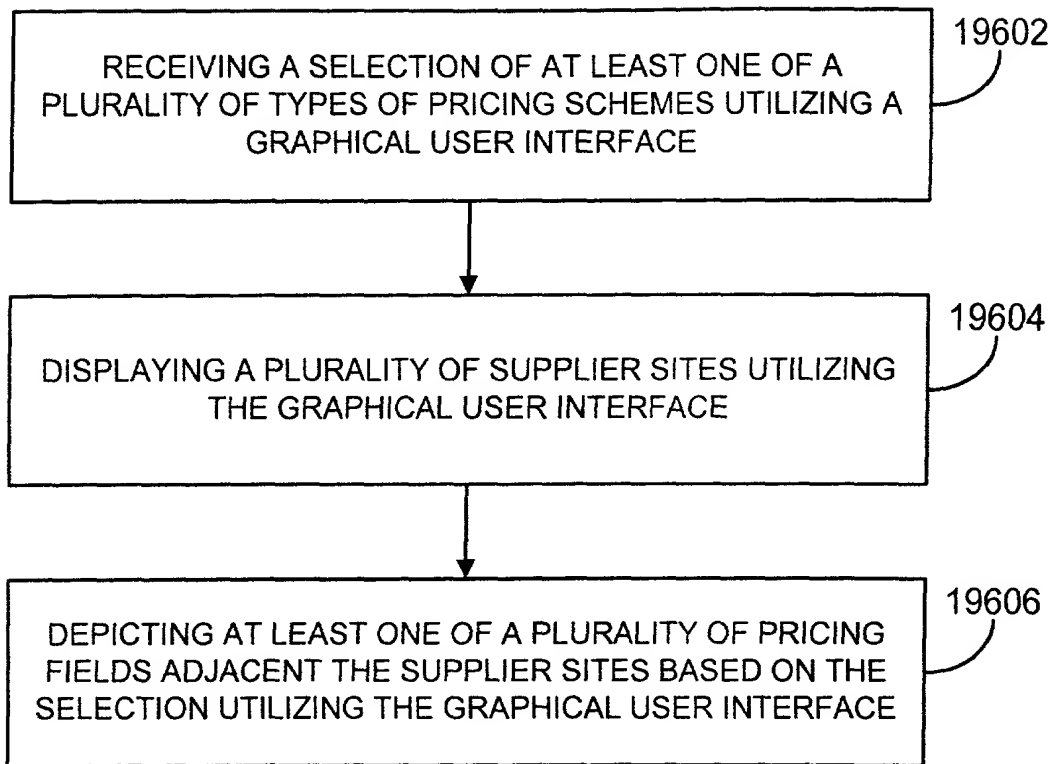 19602
RECEIVING A SELECTION OF AT LEAST ONE OF A
PLURALITY OF TYPES OF PRICING SCHEMES UTILIZING A
GRAPHICAL USER INTERFACE
19604
DISPLAYING A PLURALITY OF SUPPLIER SITES UTILIZING
THE GRAPHICAL USER INTERFACE
19606
DEPICTING AT LEAST ONE OF A PLURALITY OF PRICING
FIELDS ADJACENT THE SUPPLIER SITES BASED ON THE
SELECTION UTILIZING THE GRAPHICAL USER INTERFACE